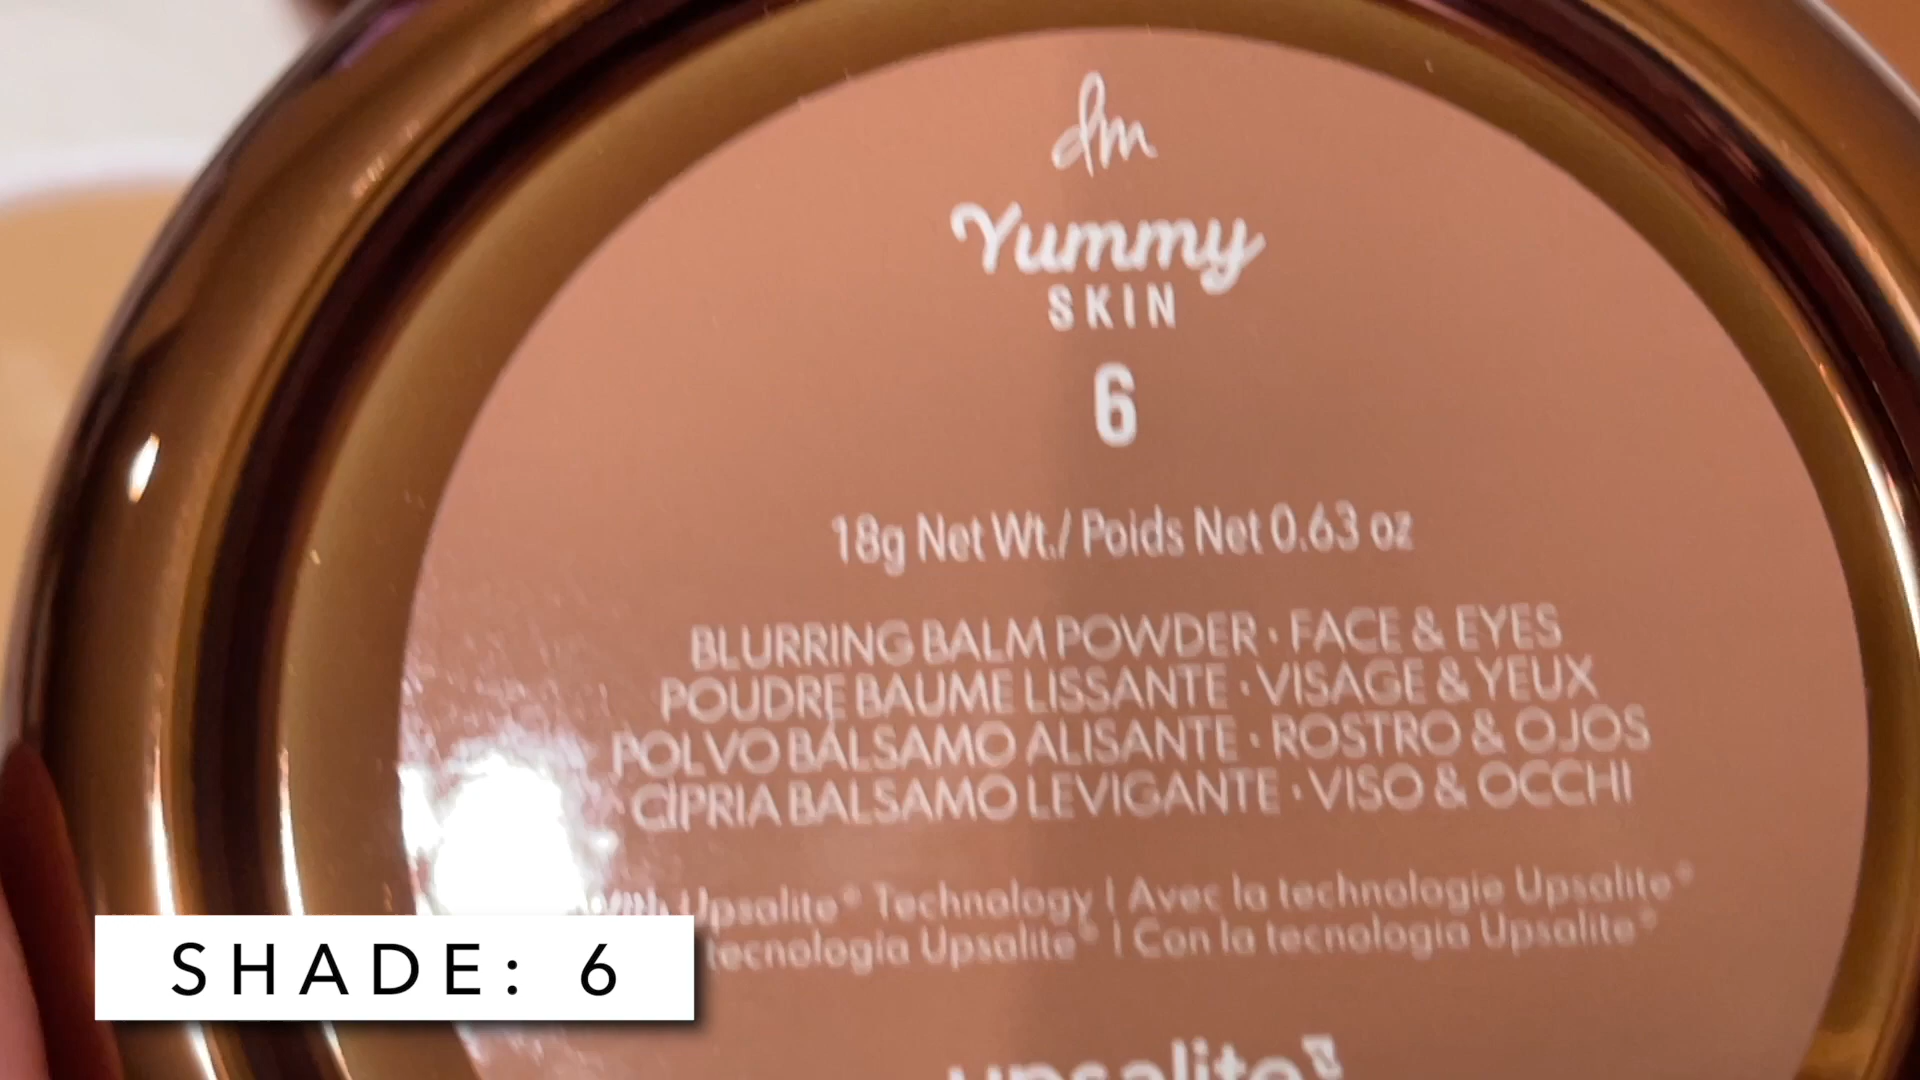 dm
Yummy
SKIN
6
18g Net Wt./ Poids Net 0.63 oz
BLURRING BALM POWDER · FACE & EYES
POUDRE BAUME LISSANTE · VISAGE & YEUX
POLVO BÁLSAMO ALISANTE · ROSTRO & OJOS
CIPRIA BALSAMO LEVIGANTE · VISO & OCCHI
With Upsalite® Technology | Avec la technologie Upsalite®
tecnologia Upsalite® | Con la tecnologia Upsalite®
upsalite
SHADE: 6